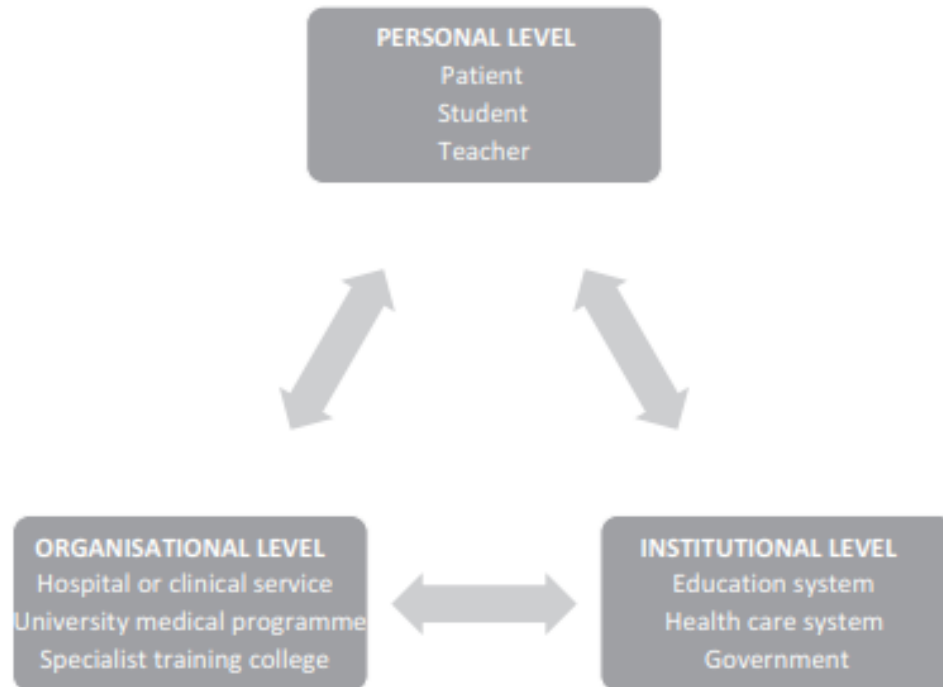 PERSONAL LEVEL
Patient
Student
Teacher
ORGANISATIONAL LEVEL
Hospital or clinical service
University medical programme
Specialist training college
INSTITUTIONAL LEVEL
Education system
Health care system
Government